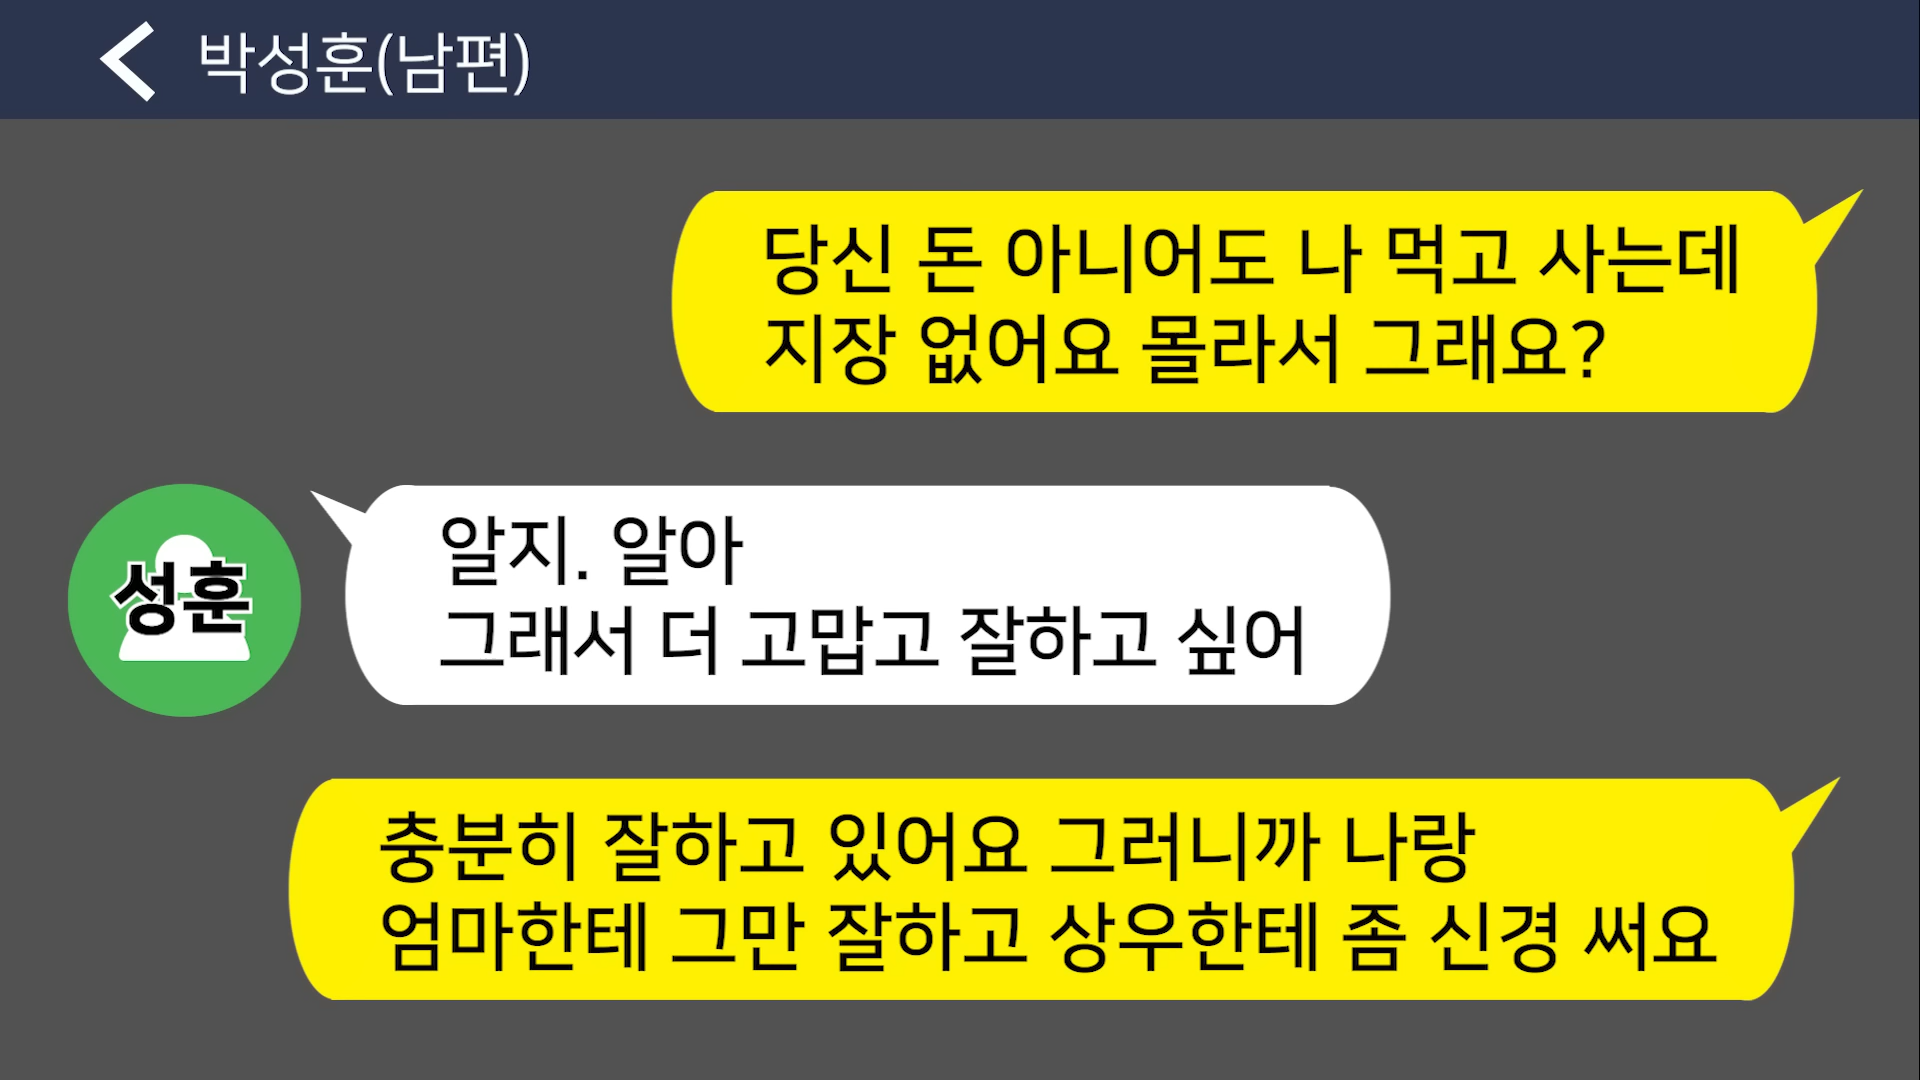 박성훈(남편)
당신 돈 아니어도 나 먹고 사는데
지장 없어요 몰라서 그래요?
성훈
알지. 알아
그래서 더 고맙고 잘하고 싶어
충분히 잘하고 있어요 그러니까 나랑
엄마한테 그만 잘하고 상우한테 좀 신경 써요